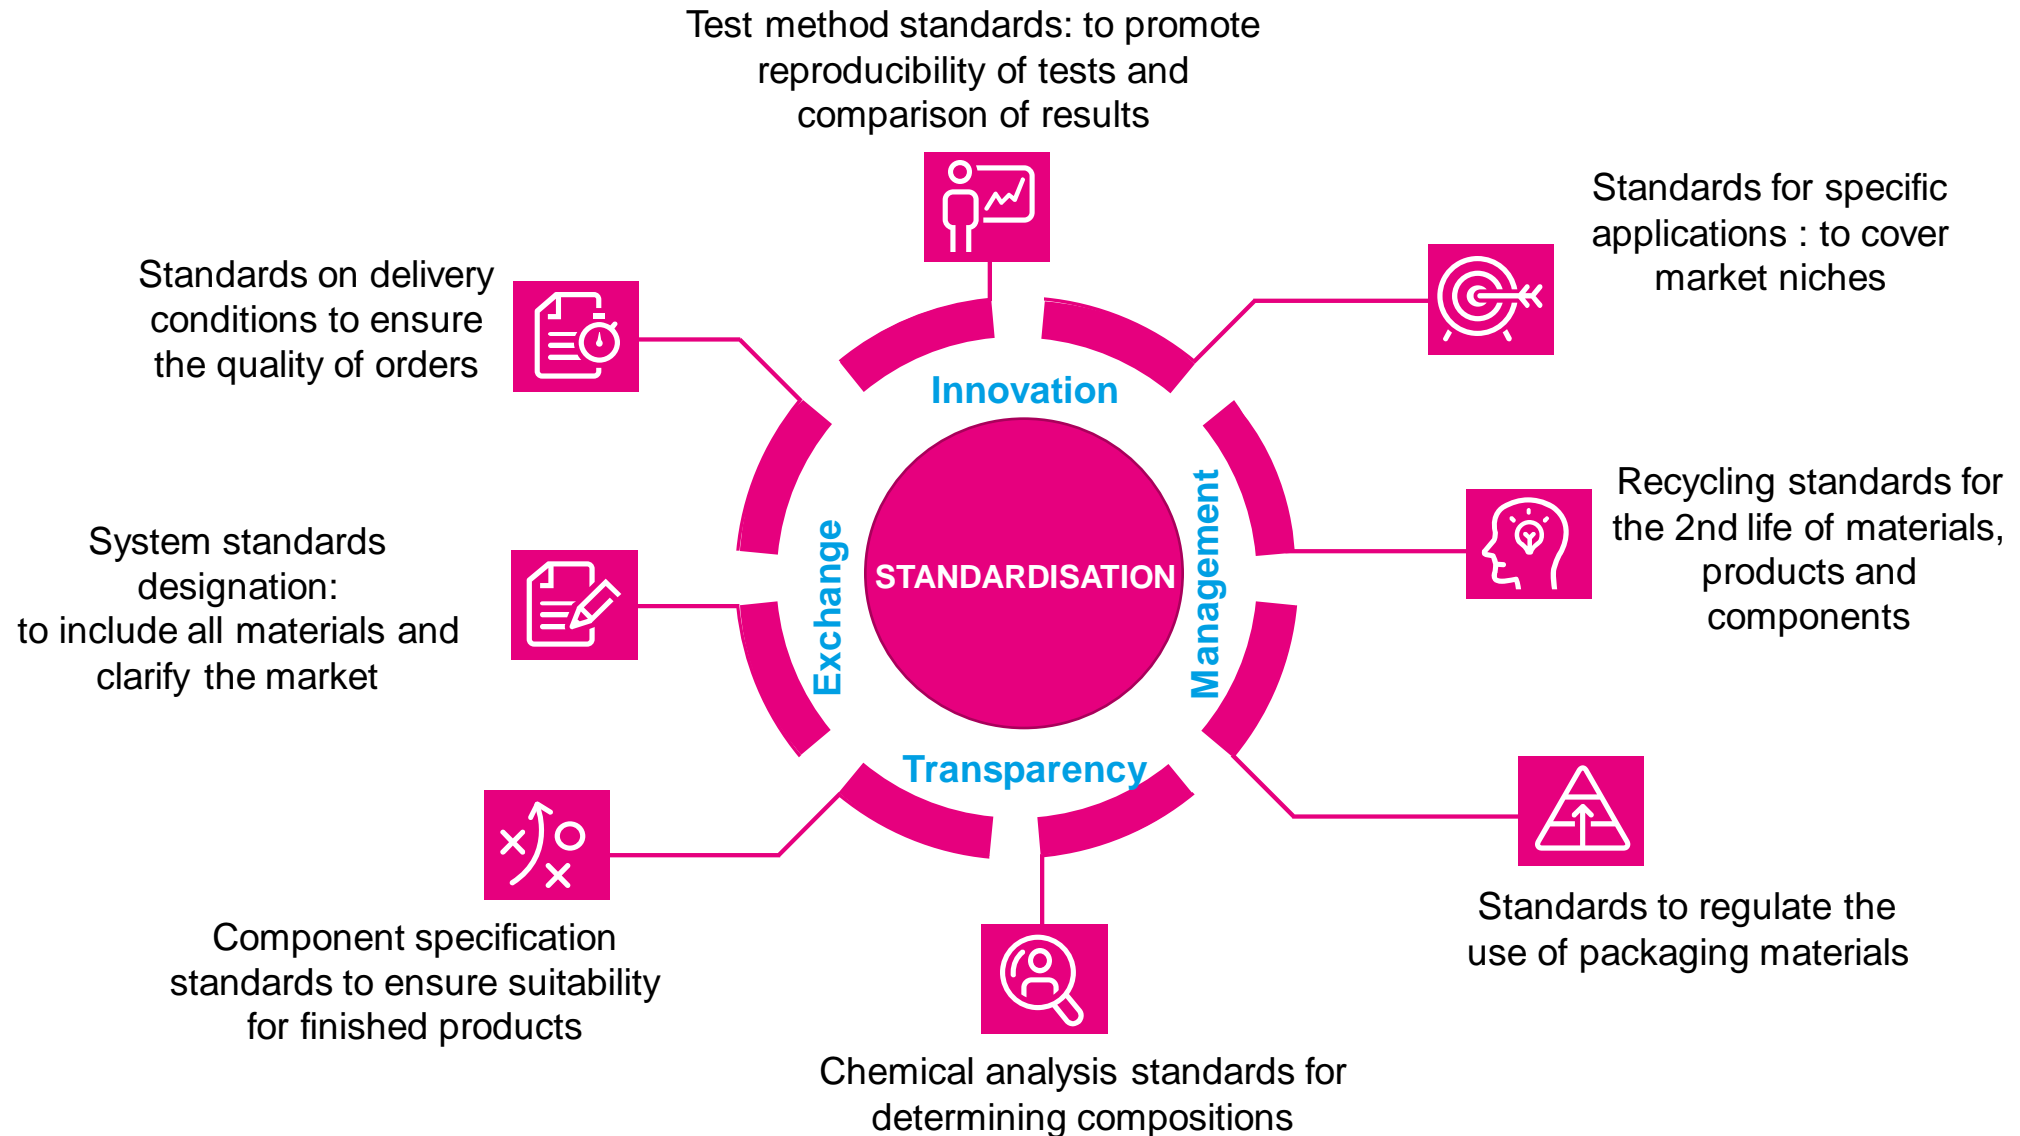 Test method standards: to promote
reproducibility of tests and
comparison of results
Standards for specific
applications : to cover
market niches
Standards on delivery
conditions to ensure
the quality of orders
Innovation
Recycling standards for
the 2nd life of materials,
products and
components
Management
STANDARDISATION
Exchange
System standards
designation:
to include all materials and
clarify the market
Transparency
Standards to regulate the
use of packaging materials
Component specification
standards to ensure suitability
for finished products
Chemical analysis standards for
determining compositions